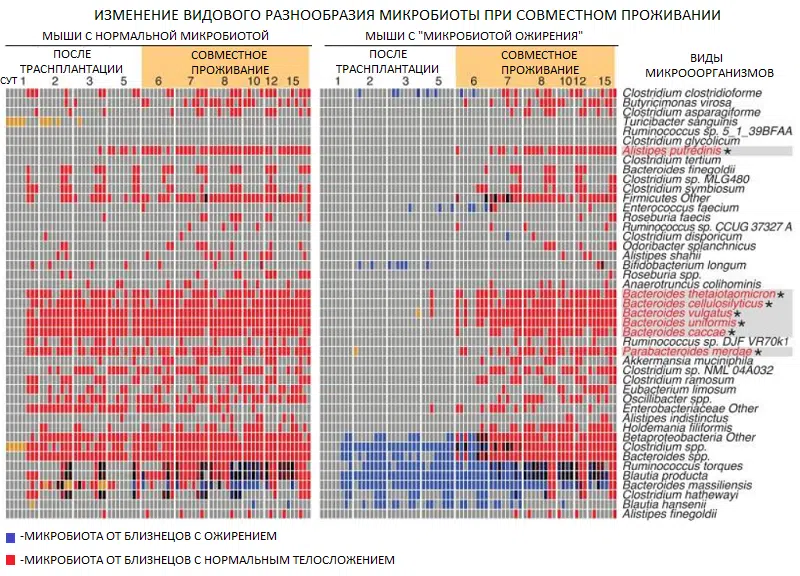 ИЗМЕНЕНИЕ ВИДОВОГО РАЗНООБРАЗИЯ МИКРОБИОТЫ ПРИ СОВМЕСТНОМ ПРОЖИВАНИИ
МЫШИ С НОРМАЛЬНОЙ МИКРОБИОТОЙ
МЫШИ С "МИКРОБИОТОЙ ОЖИРЕНИЯ"
ПОСЛЕ
ТРАСНПЛАНТАЦИИ
СОВМЕСТНОЕ
ПРОЖИВАНИЕ
ПОСЛЕ
ТРАСНПЛАНТАЦИИ
СОВМЕСТНОЕ
ПРОЖИВАНИЕ
ВИДЫ
МИКРООРГАНИЗМОВ
СУТ 1 2 3 5 6 7 8 10 12 15
1 2 3 5 6 7 8 10 12 15
Clostridium clostridioforme
Butyricimonas virosa
Clostridium asparagiforme
Turicibacter sanguinis
Ruminococcus sp. 5_1_39BFAA
Clostridium glycolicum
Alistipes putredinis *
Clostridium tertium
Bacteroides finegoldii
Clostridium sp. MLG480
Clostridium symbiosum
Firmicutes Other
Enterococcus faecium
Roseburia faecis
Ruminococcus sp. CCUG 37327 A
Clostridium disporicum
Odoribacter splanchnicus
Alistipes shahii
Bifidobacterium longum
Roseburia spp.
Anaerotruncus colihominis
Bacteroides thetaiotaomicron *
Bacteroides cellulosilyticus *
Bacteroides vulgatus *
Bacteroides uniformis *
Bacteroides caccae *
Ruminococcus sp. DJF VR70k1
Parabacteroides merdae *
Akkermansia muciniphila
Clostridium sp. NML 04A032
Clostridium ramosum
Eubacterium limosum
Oscillibacter spp.
Enterobacteriaceae Other
Alistipes indistinctus
Holdemania filiformis
Betaproteobacteria Other
Clostridium spp.
Bacteroides spp.
Ruminococcus torques
Blautia producta
Bacteroides massiliensis
Clostridium hathewayi
Blautia hansenii
Alistipes finegoldii
-МИКРОБИОТА ОТ БЛИЗНЕЦОВ С ОЖИРЕНИЕМ
-МИКРОБИОТА ОТ БЛИЗНЕЦОВ С НОРМАЛЬНЫМ ТЕЛОСЛОЖЕНИЕМ